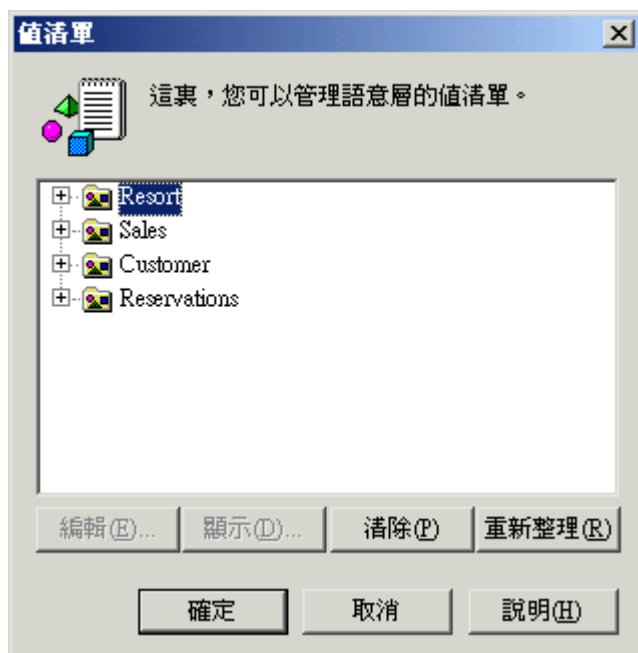 值清單
這裏，您可以管理語意層的值清單。
Resort
Sales
Customer
Reservations
編輯(E)... 顯示(D)... 清除(P) 重新整理(R)
確定 取消 說明(H)